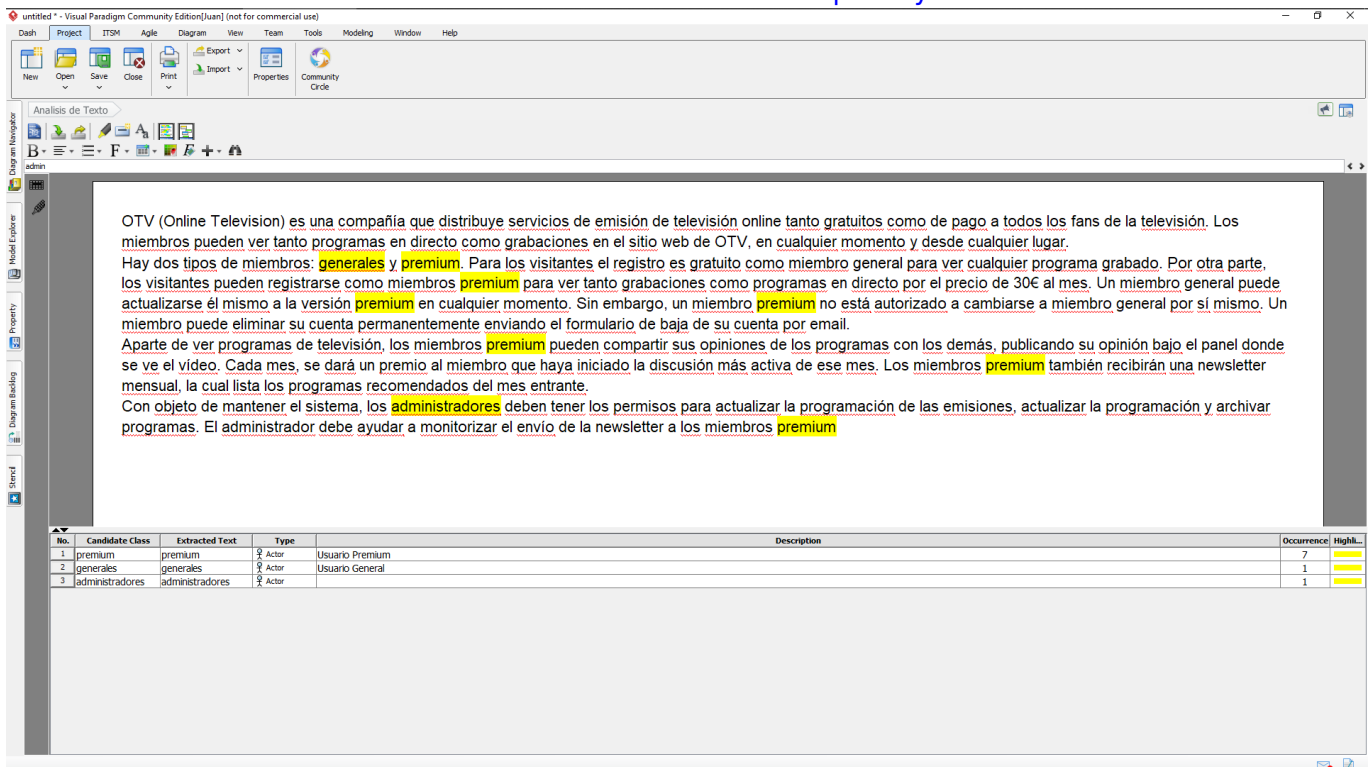 untitled * - Visual Paradigm Community Edition[Juan] (not for commercial use)
Dash Project ITSM Agile Diagram View Team Tools Modeling Window Help
New Open Save Close Print Export Import Properties Community Circle
Analisis de Texto
admin
Diagram Navigator
Model Explorer
Property
Diagram Backlog
Stencil
OTV (Online Television) es una compañía que distribuye servicios de emisión de televisión online tanto gratuitos como de pago a todos los fans de la televisión. Los
miembros pueden ver tanto programas en directo como grabaciones en el sitio web de OTV, en cualquier momento y desde cualquier lugar.
Hay dos tipos de miembros: generales y premium. Para los visitantes el registro es gratuito como miembro general para ver cualquier programa grabado. Por otra parte,
los visitantes pueden registrarse como miembros premium para ver tanto grabaciones como programas en directo por el precio de 30€ al mes. Un miembro general puede
actualizarse él mismo a la versión premium en cualquier momento. Sin embargo, un miembro premium no está autorizado a cambiarse a miembro general por sí mismo. Un
miembro puede eliminar su cuenta permanentemente enviando el formulario de baja de su cuenta por email.
Aparte de ver programas de televisión, los miembros premium pueden compartir sus opiniones de los programas con los demás, publicando su opinión bajo el panel donde
se ve el vídeo. Cada mes, se dará un premio al miembro que haya iniciado la discusión más activa de ese mes. Los miembros premium también recibirán una newsletter
mensual, la cual lista los programas recomendados del mes entrante.
Con objeto de mantener el sistema, los administradores deben tener los permisos para actualizar la programación de las emisiones, actualizar la programación y archivar
programas. El administrador debe ayudar a monitorizar el envío de la newsletter a los miembros premium
No. Candidate Class Extracted Text Type Description Occurrence Highli...
1 premium premium Actor Usuario Premium 7
2 generales generales Actor Usuario General 1
3 administradores administradores Actor 1